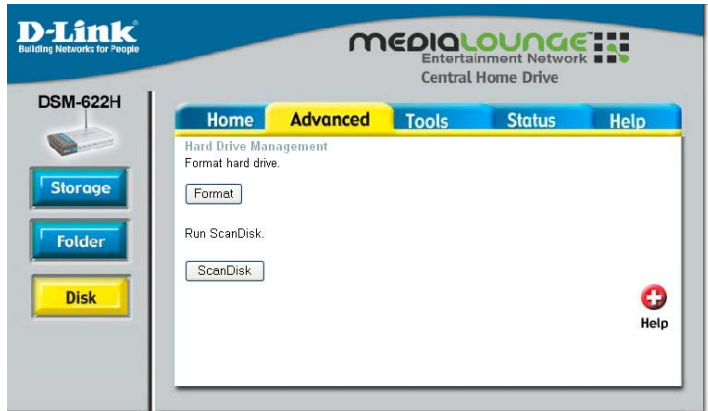 D-Link
Building Networks for People
MEDIALOUNGE
Entertainment Network
Central Home Drive
DSM-622H
Home Advanced Tools Status Help
Storage
Folder
Disk
Hard Drive Management
Format hard drive.
Format
Run ScanDisk.
ScanDisk
Help